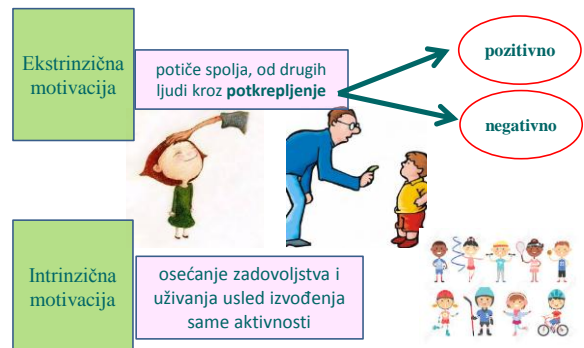 Ekstrinzična
motivacija
potiče spolja, od drugih
ljudi kroz potkrepljenje
pozitivno
negativno
Intrinzična
motivacija
osećanje zadovoljstva i
uživanja usled izvođenja
same aktivnosti